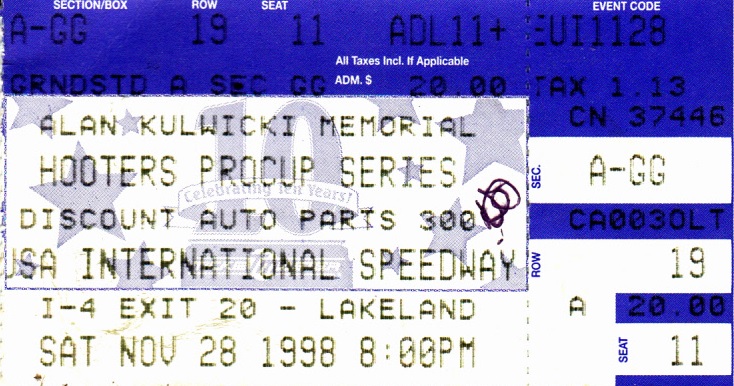 SECTION/BOX ROW SEAT EVENT CODE
A-GG 19 11 ADL11+ EUI1128
All Taxes Incl. If Applicable
GRNDSTD A SEC GG ADM. $ 20.00 TAX 1.13
CN 37446
ALAN KULWICKI MEMORIAL
HOOTERS PROCUP SERIES
SEC. A-GG
10
Celebrating Ten Years!
DISCOUNT AUTO PARTS 300
CA003OLT
USA INTERNATIONAL SPEEDWAY
ROW 19
I-4 EXIT 20 - LAKELAND
A 20.00
SAT NOV 28 1998 8:00PM
SEAT 11